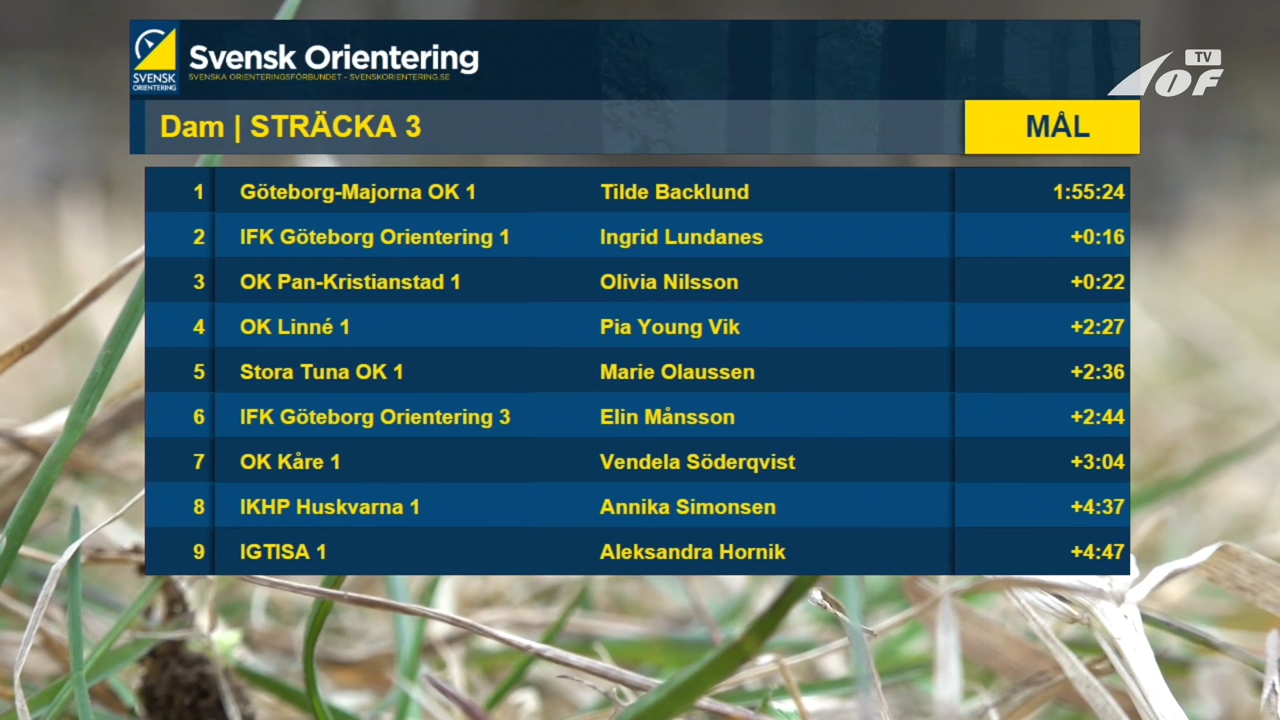 Svensk Orientering
SVENSKA ORIENTERINGSFÖRBUNDET - SVENSKORIENTERING.SE
SVENSK
ORIENTERING
TV
OF
Dam | STRÄCKA 3 MÅL
1 Göteborg-Majorna OK 1 Tilde Backlund 1:55:24
2 IFK Göteborg Orientering 1 Ingrid Lundanes +0:16
3 OK Pan-Kristianstad 1 Olivia Nilsson +0:22
4 OK Linné 1 Pia Young Vik +2:27
5 Stora Tuna OK 1 Marie Olaussen +2:36
6 IFK Göteborg Orientering 3 Elin Månsson +2:44
7 OK Kåre 1 Vendela Söderqvist +3:04
8 IKHP Huskvarna 1 Annika Simonsen +4:37
9 IGTISA 1 Aleksandra Hornik +4:47